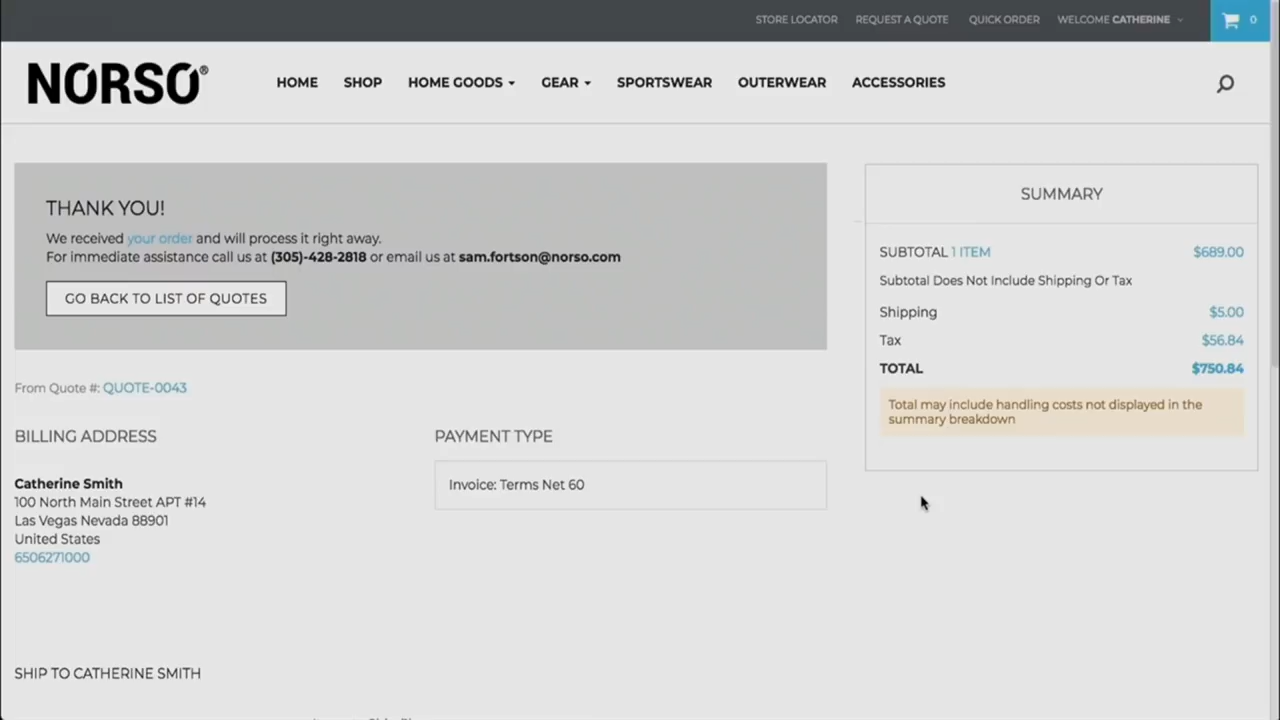 STORE LOCATOR REQUEST A QUOTE QUICK ORDER WELCOME CATHERINE 0
NORSO® HOME SHOP HOME GOODS GEAR SPORTSWEAR OUTERWEAR ACCESSORIES
THANK YOU!
We received your order and will process it right away.
For immediate assistance call us at (305)-428-2818 or email us at sam.fortson@norso.com
GO BACK TO LIST OF QUOTES
SUMMARY
SUBTOTAL 1 ITEM $689.00
Subtotal Does Not Include Shipping Or Tax
Shipping $5.00
Tax $56.84
TOTAL $750.84
Total may include handling costs not displayed in the
summary breakdown
From Quote #: QUOTE-0043
BILLING ADDRESS
Catherine Smith
100 North Main Street APT #14
Las Vegas Nevada 88901
United States
6506271000
PAYMENT TYPE
Invoice: Terms Net 60
SHIP TO CATHERINE SMITH